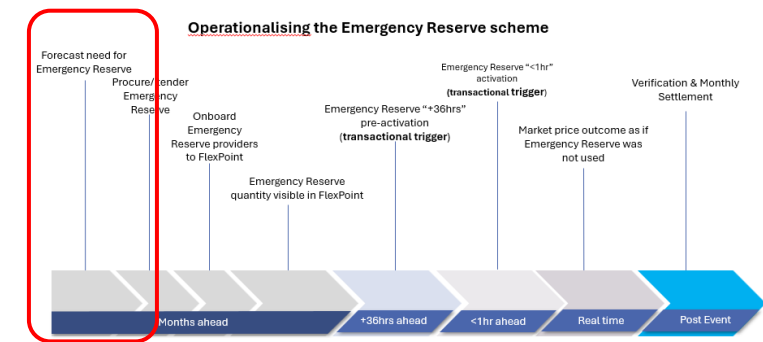 Operationalising the Emergency Reserve scheme
Forecast need for
Emergency Reserve
Procure/Tender
Emergency
Reserve
Onboard
Emergency
Reserve providers
to FlexPoint
Emergency Reserve
quantity visible in FlexPoint
Emergency Reserve “+36hrs”
pre-activation
(transactional trigger)
Emergency Reserve “<1hr”
activation
(transactional trigger)
Market price outcome as if
Emergency Reserve was
not used
Verification & Monthly
Settlement
Months ahead
+36hrs ahead
<1hr ahead
Real time
Post Event